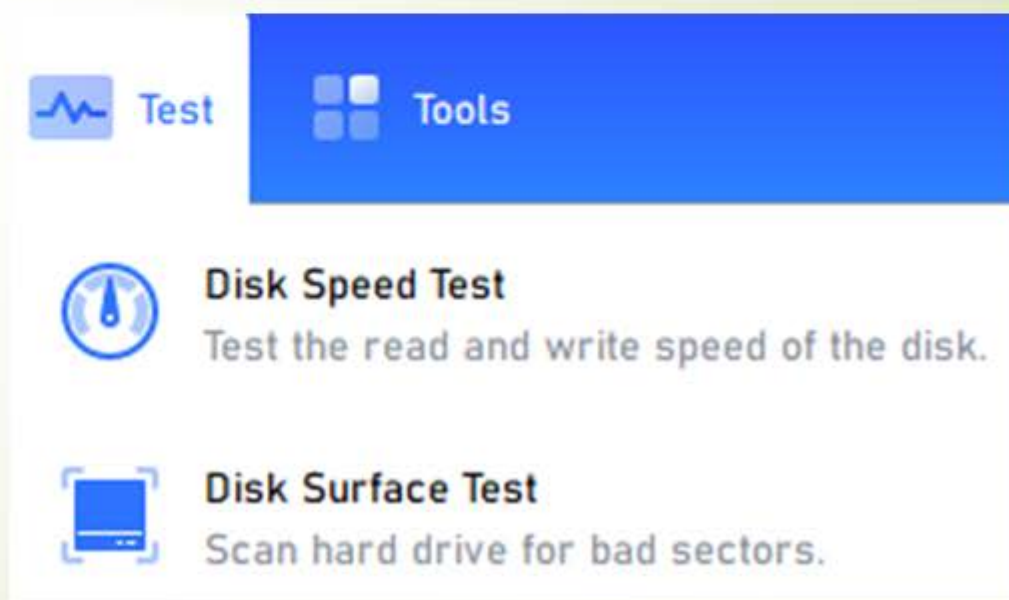 Test
Tools
Disk Speed Test
Test the read and write speed of the disk.
Disk Surface Test
Scan hard drive for bad sectors.